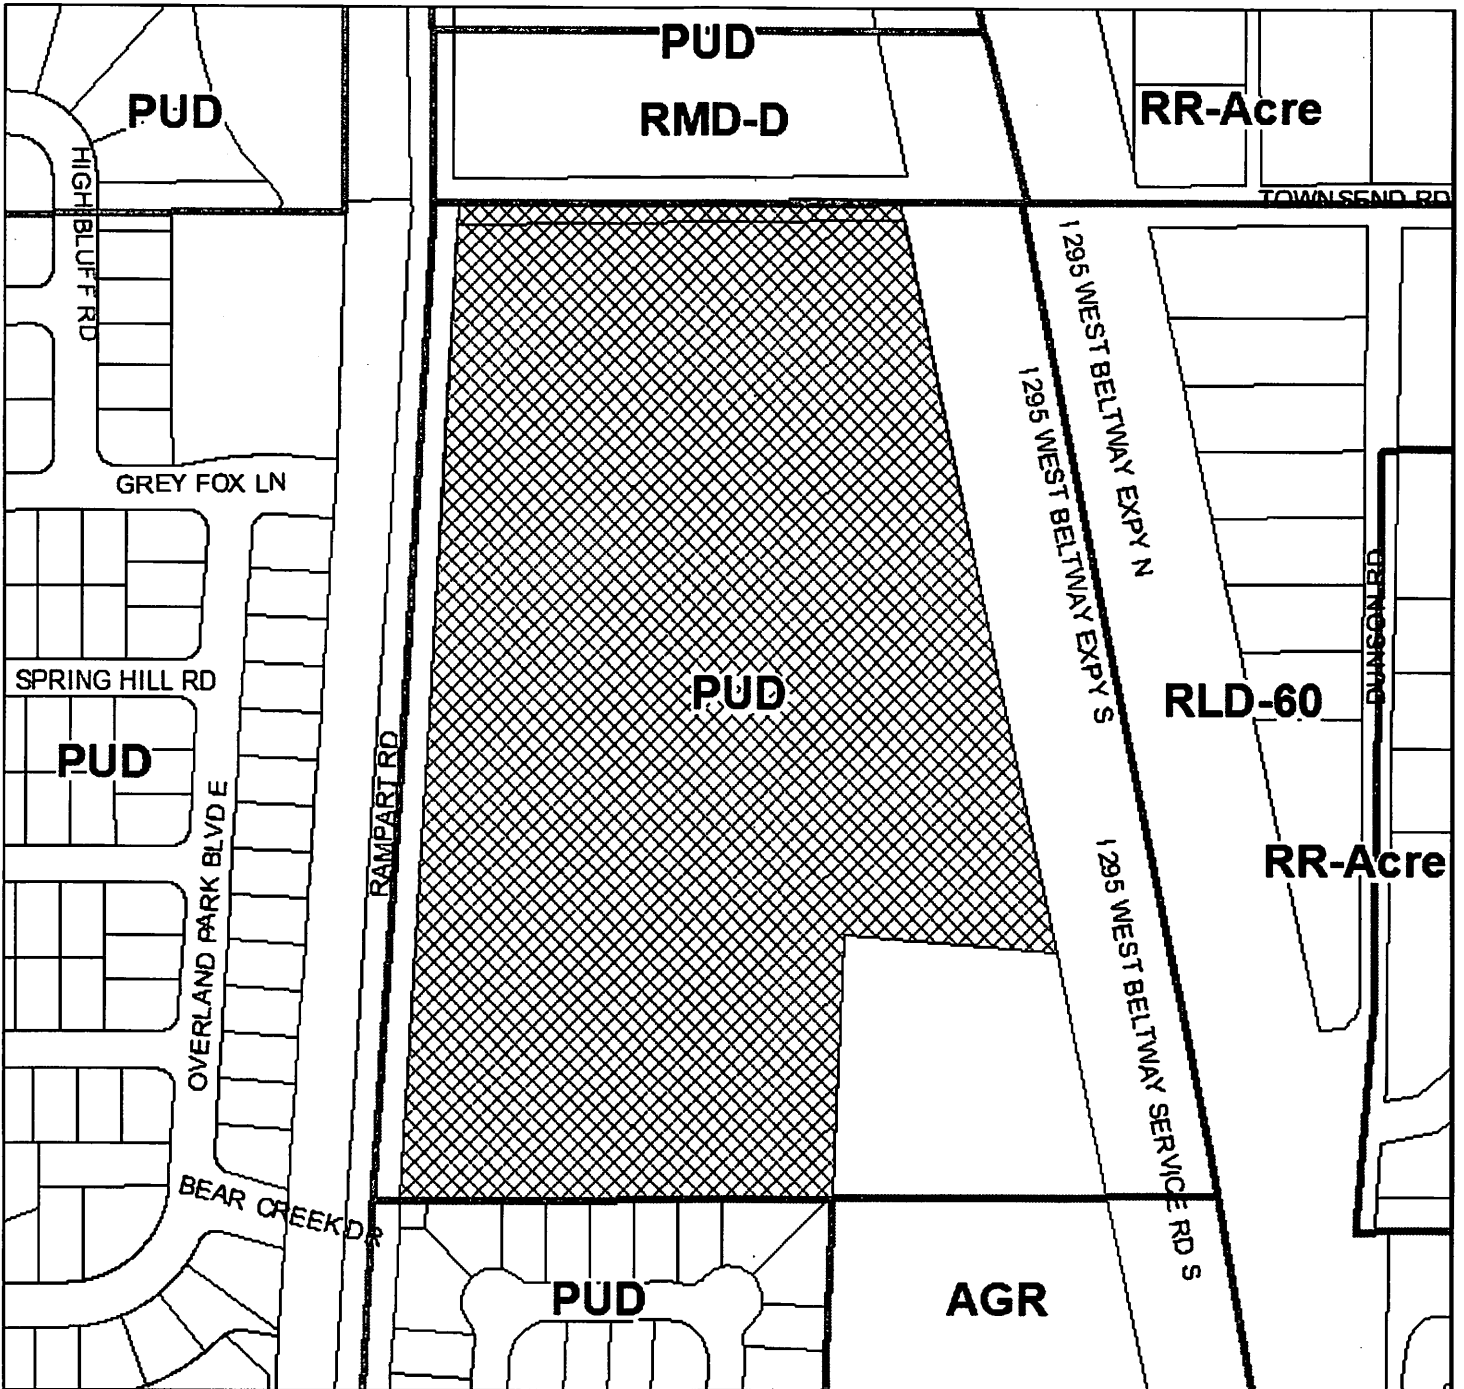 PUD
PUD
RMD-D
RR-Acre
HIGH BLUFF RD
TOWNSEND RD
I 295 WEST BELTWAY EXPY N
I 295 WEST BELTWAY EXPY S
GREY FOX LN
DUNSON RD
SPRING HILL RD
PUD
RLD-60
PUD
RAMPART RD
OVERLAND PARK BLVD E
RR-Acre
I 295 WEST BELTWAY SERVICE RD S
BEAR CREEK DR
PUD
AGR